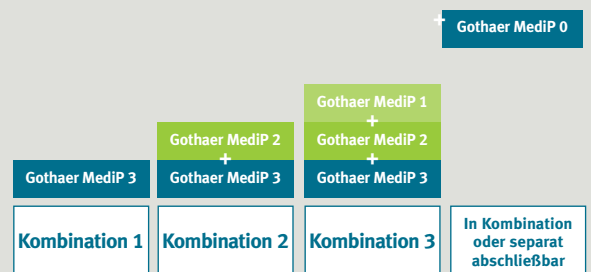 + Gothaer MediP 0
Gothaer MediP 1
+
Gothaer MediP 2
Gothaer MediP 2
+
+
Gothaer MediP 3
Gothaer MediP 3
Gothaer MediP 3
Kombination 1
Kombination 2
Kombination 3
In Kombination
oder separat
abschließbar